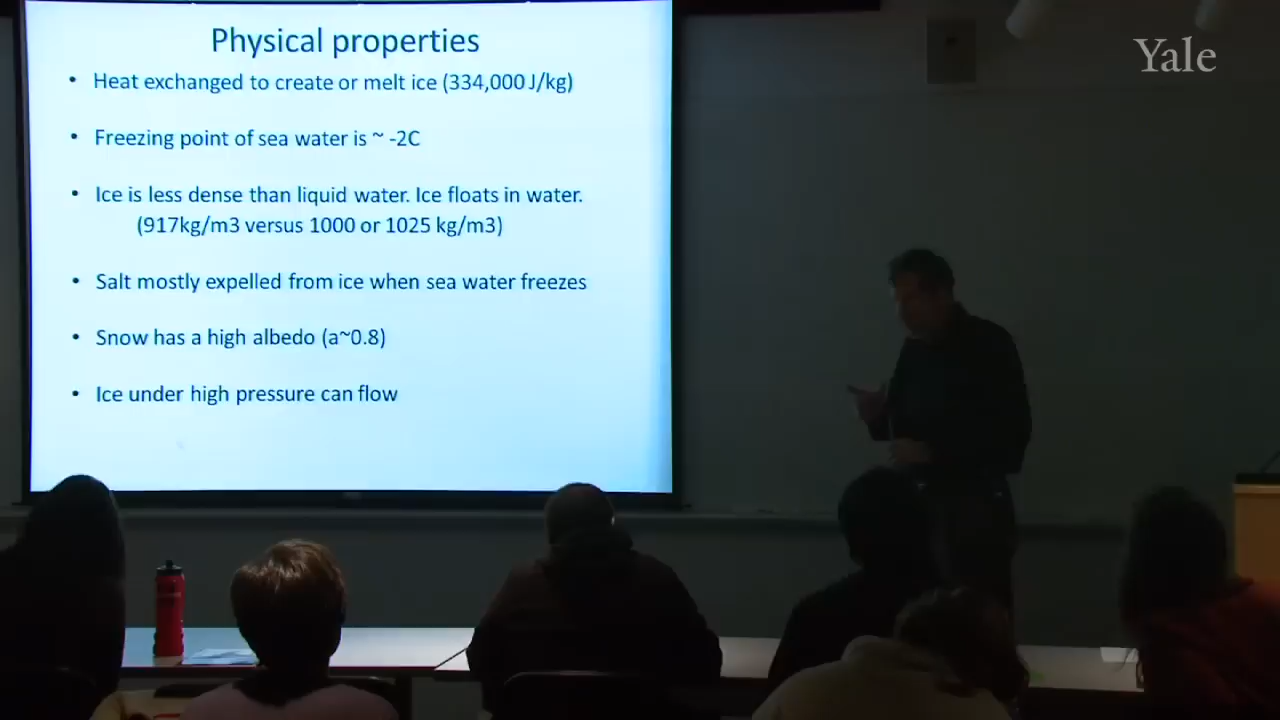 Physical properties
• Heat exchanged to create or melt ice (334,000 J/kg)
• Freezing point of sea water is ~ -2C
• Ice is less dense than liquid water. Ice floats in water.
(917kg/m3 versus 1000 or 1025 kg/m3)
• Salt mostly expelled from ice when sea water freezes
• Snow has a high albedo (a~0.8)
• Ice under high pressure can flow
Yale